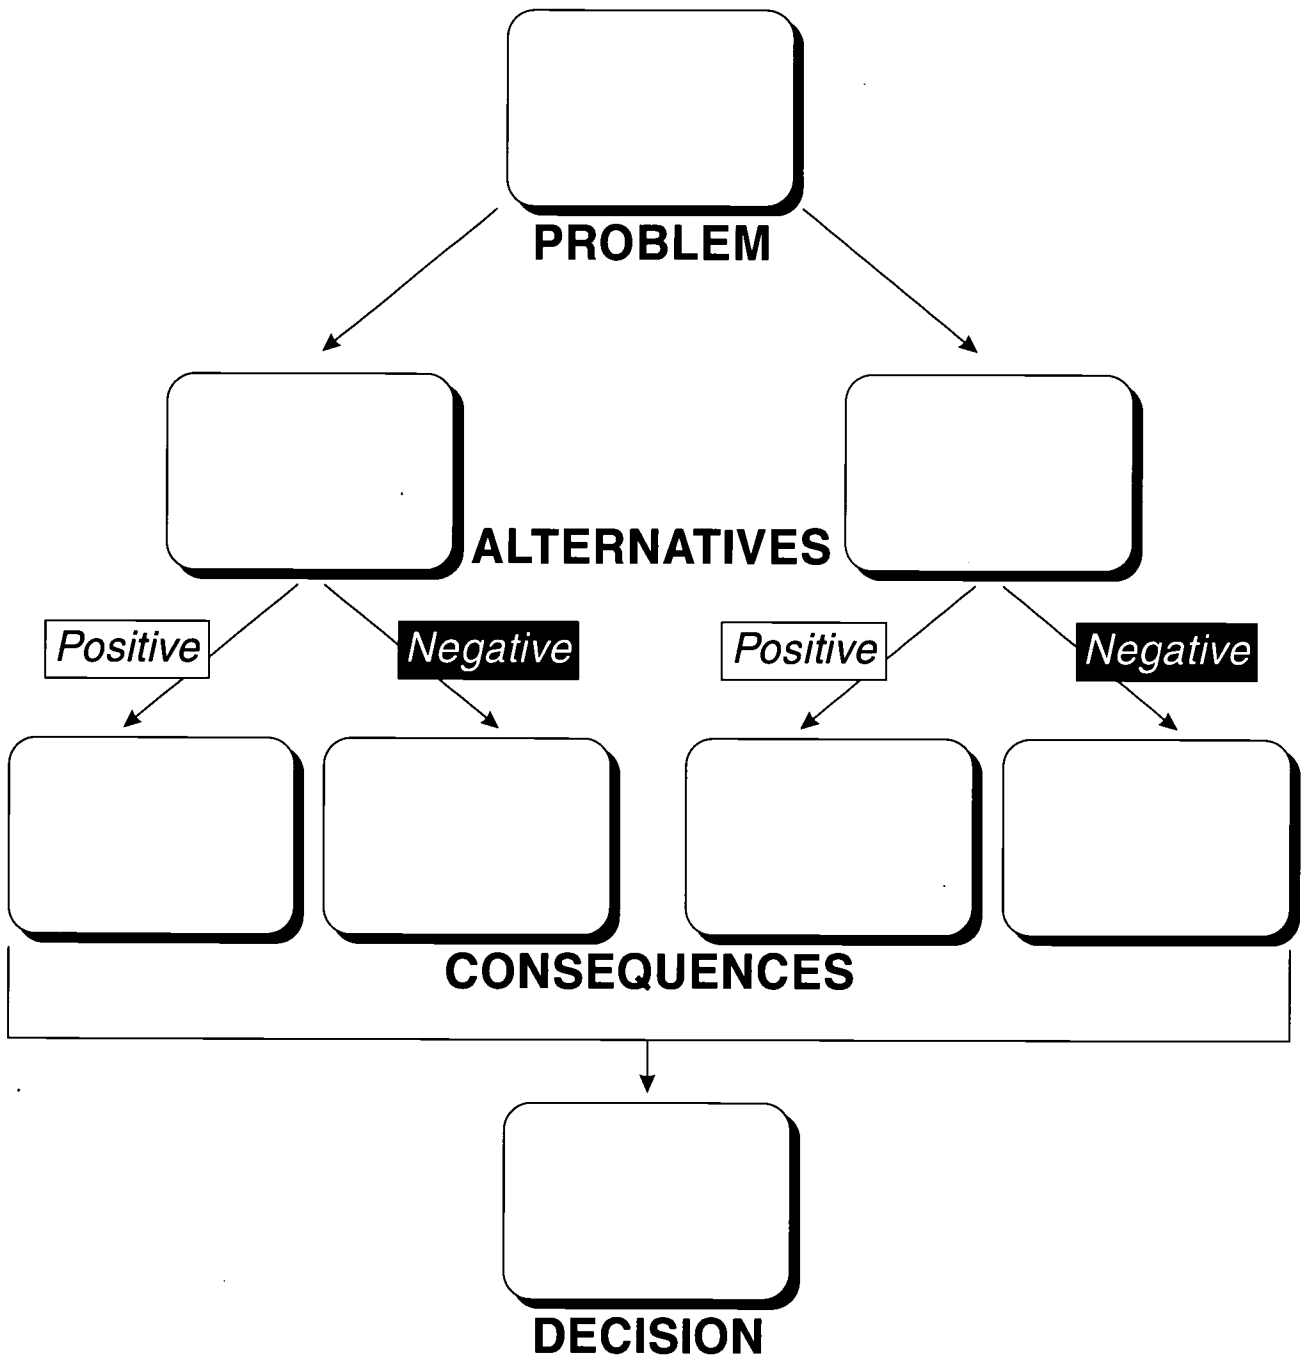 PROBLEM
ALTERNATIVES
Positive
Negative
Positive
Negative
CONSEQUENCES
DECISION